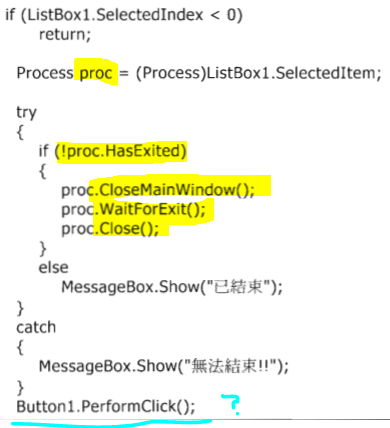 if (ListBox1.SelectedIndex < 0)
return;
Process proc = (Process)ListBox1.SelectedItem;
try
{
if (!proc.HasExited)
{
proc.CloseMainWindow();
proc.WaitForExit();
proc.Close();
}
else
MessageBox.Show("已結束");
}
catch
{
MessageBox.Show("無法結束!!");
}
Button1.PerformClick(); ?